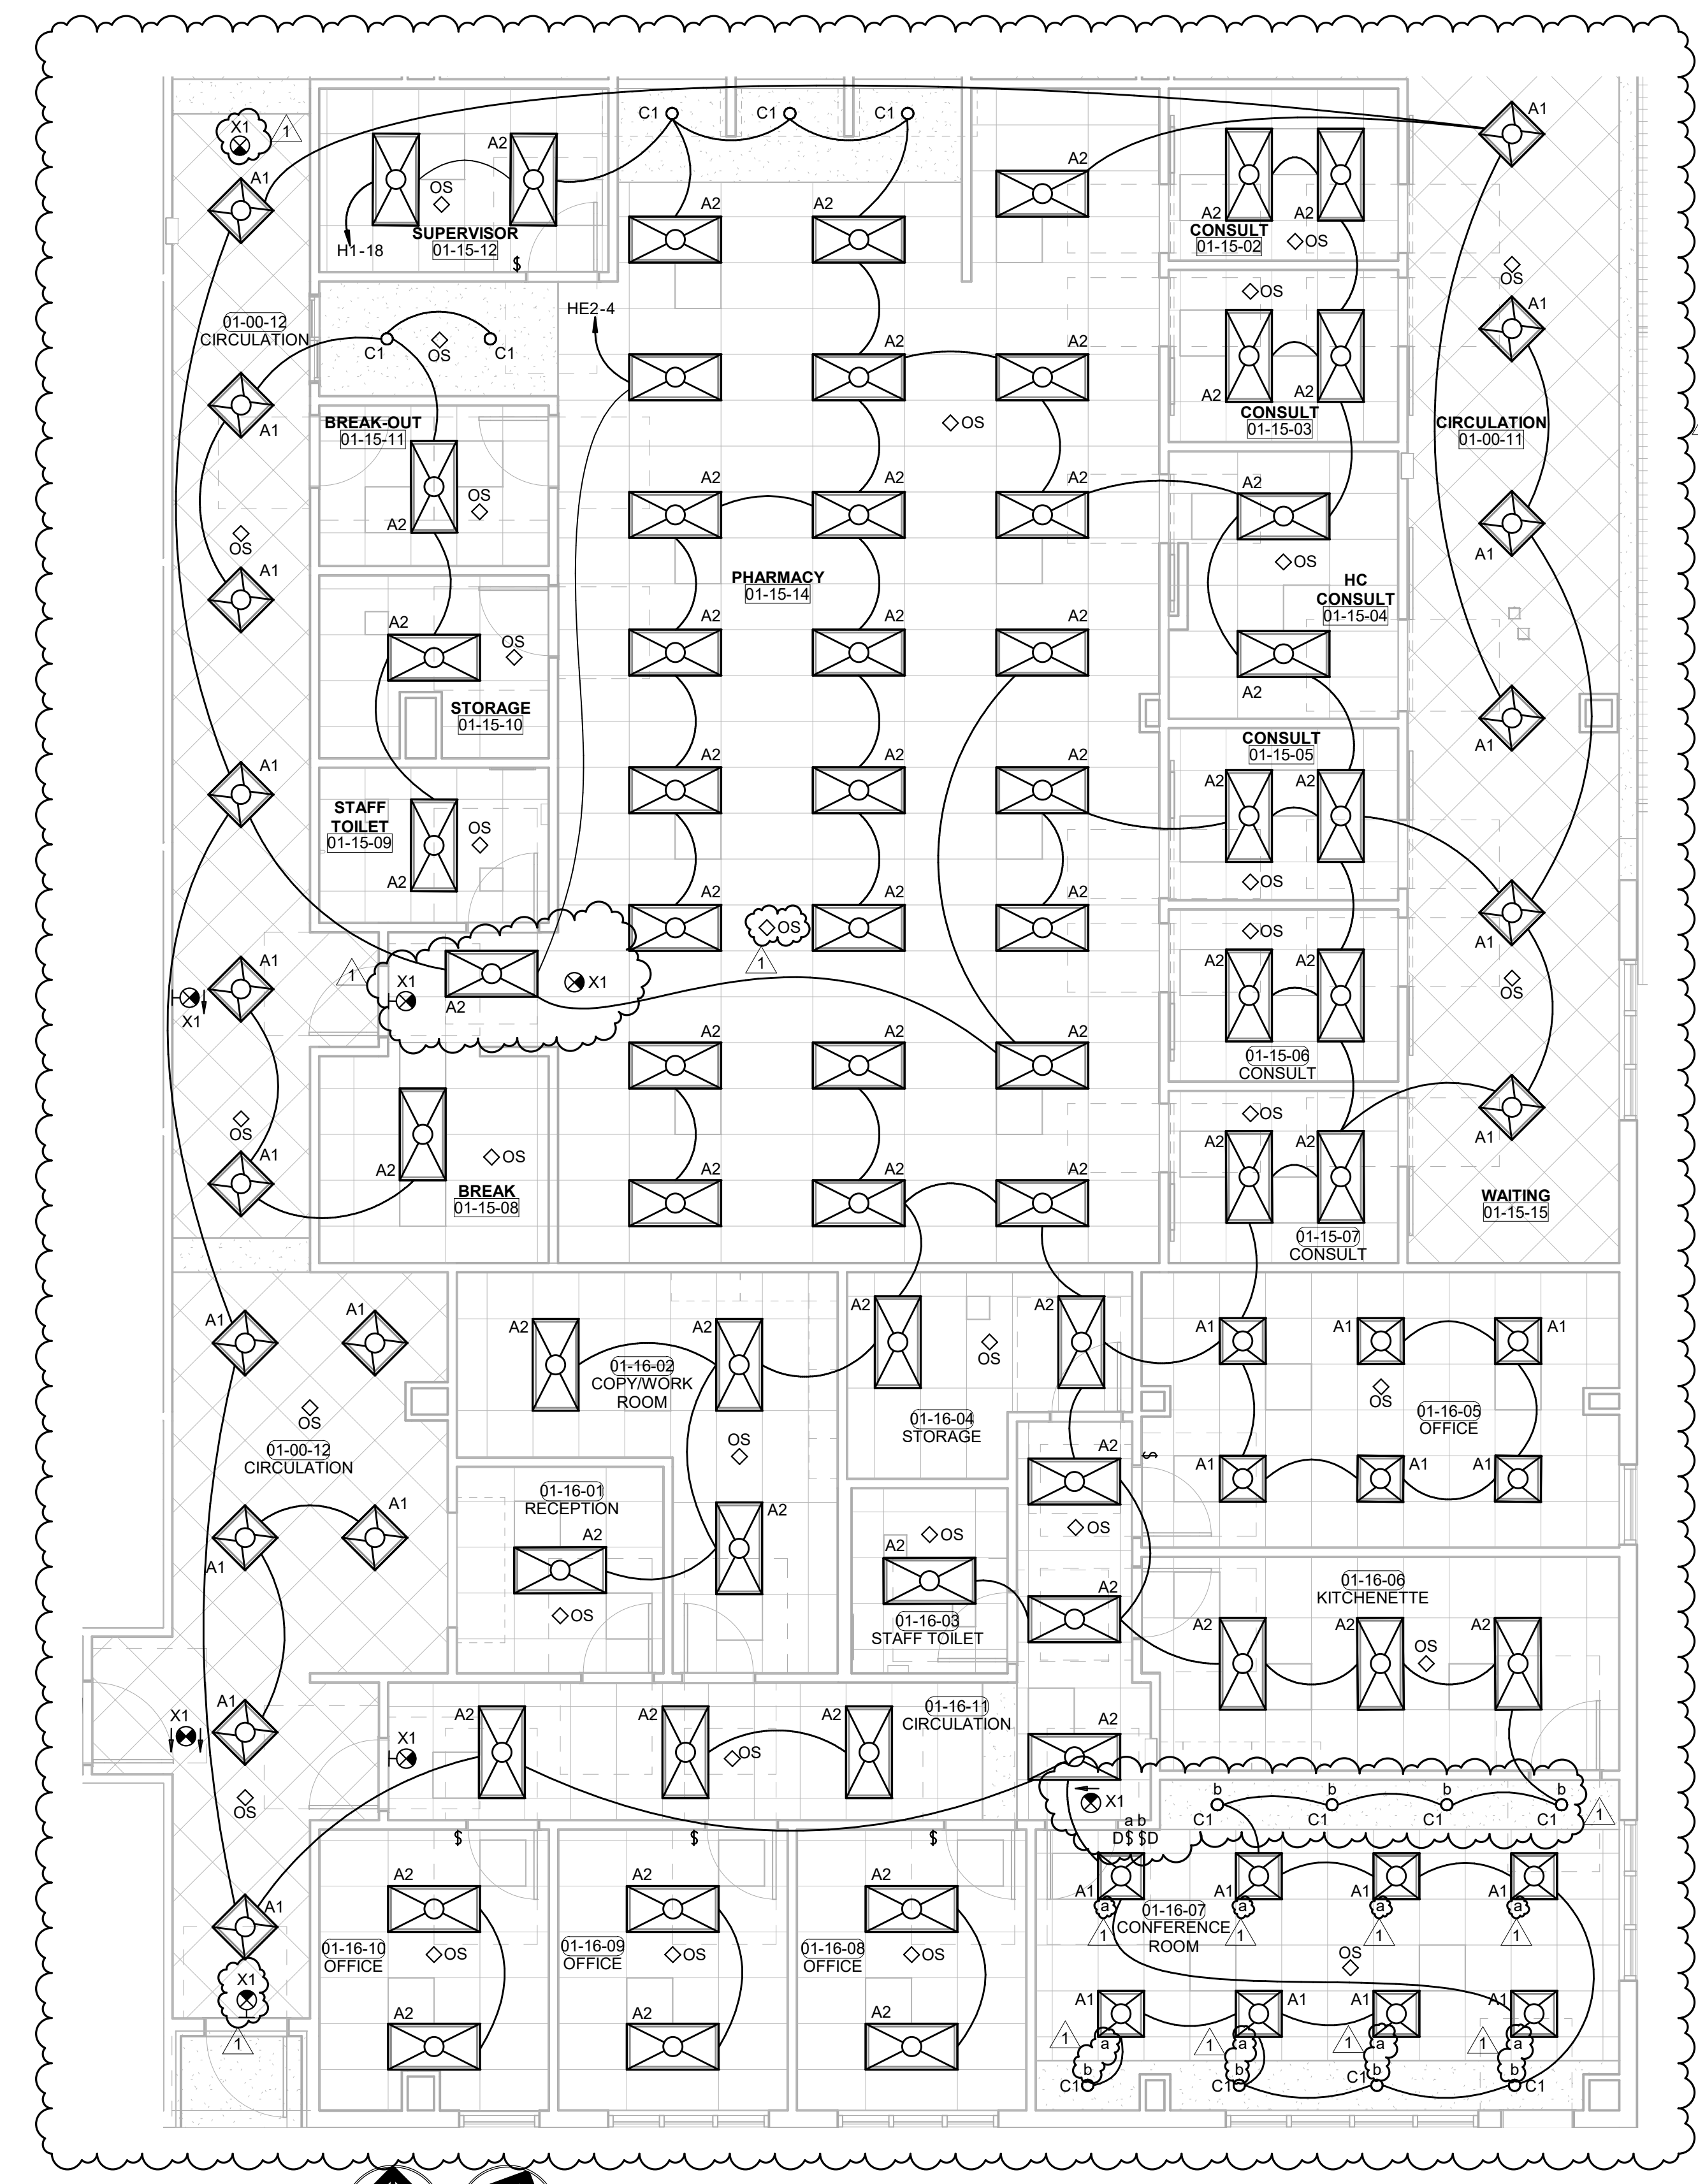 X1
1
A1
A2
OS
SUPERVISOR
01-15-12
H1-18
$
C1
C1
C1
A2
A2
A2
A2
A2
CONSULT
01-15-02
OS
A1
OS
01-00-12
CIRCULATION
C1
OS
C1
HE2-4
OS
A2
A2
CONSULT
01-15-03
A1
A1
BREAK-OUT
01-15-11
OS
A2
A2
A2
OS
CIRCULATION
01-00-11
A1
OS
A1
A2
A2
A2
A2
OS
HC
CONSULT
01-15-04
A2
PHARMACY
01-15-14
A2
OS
STORAGE
01-15-10
A2
A2
A2
A1
A1
STAFF
TOILET
01-15-09
OS
A2
A2
A2
A2
CONSULT
01-15-05
A2
A2
OS
A1
A2
A2
A2
OS
1
1
X1
A2
X1
OS
A2
A2
01-15-06
CONSULT
OS
A1
X1
OS
A1
A2
OS
BREAK
01-15-08
A2
A2
A2
A2
A2
A2
OS
A2
A2
01-15-07
CONSULT
A1
WAITING
01-15-15
A1
A1
OS
01-00-12
CIRCULATION
A2
A2
01-16-02
COPY/WORK
ROOM
OS
A2
A2
OS
A2
01-16-04
STORAGE
A1
A1
A1
OS
01-16-05
OFFICE
A1
A1
A1
$
A2
OS
A1
A1
01-16-01
RECEPTION
A2
OS
A2
OS
A2
01-16-03
STAFF TOILET
A2
01-16-06
KITCHENETTE
A2
A2
OS
A2
X1
A1
OS
X1
A2
A2
OS
A2
01-16-11
CIRCULATION
A2
X1
a b
D$ $D
b
b
b
b
C1
C1
C1
C1
1
A1
X1
1
$
A2
01-16-10
OFFICE
OS
A2
$
A2
01-16-09
OFFICE
OS
A2
$
A2
01-16-08
OFFICE
OS
A2
A1
a
1
01-16-07
CONFERENCE
ROOM
A1
a
1
A1
a
1
A1
a
1
OS
A1
A1
A1
A1
1
a
b
C1
1
a
b
C1
1
a
b
C1
1
a
b
C1